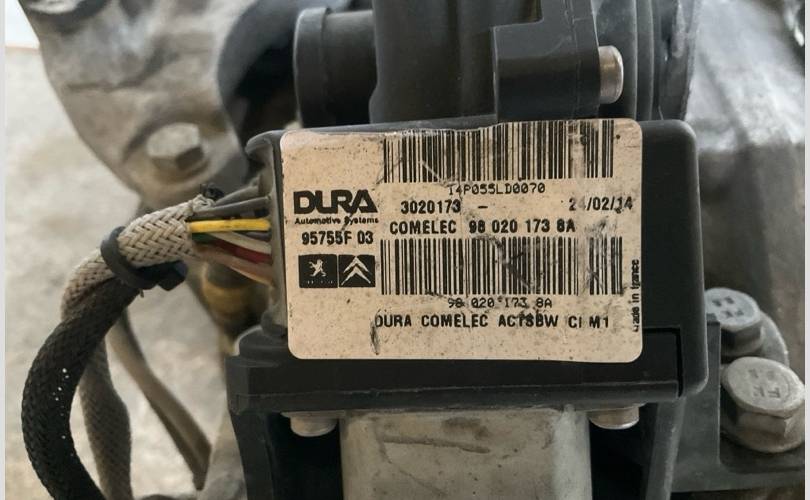 14P055LD0070
DURA
Automotive Systems
3020173 - 24/02/14
95755F 03
COMELEC 98 020 173 8A
98 020 173 8A
DURA COMELEC ACTSBW CI M1
Made in France